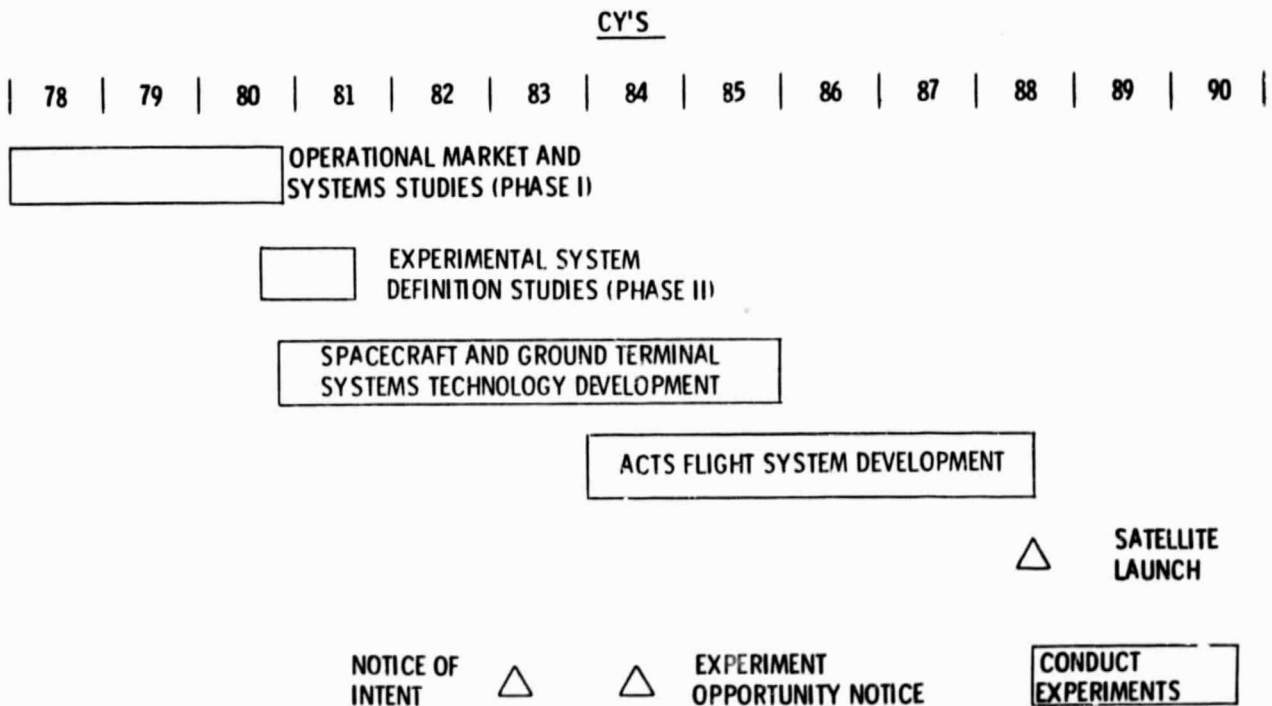 CY'S
78 79 80 81 82 83 84 85 86 87 88 89 90
OPERATIONAL MARKET AND
SYSTEMS STUDIES (PHASE I)
EXPERIMENTAL SYSTEM
DEFINITION STUDIES (PHASE II)
SPACECRAFT AND GROUND TERMINAL
SYSTEMS TECHNOLOGY DEVELOPMENT
ACTS FLIGHT SYSTEM DEVELOPMENT
SATELLITE
LAUNCH
NOTICE OF
INTENT
EXPERIMENT
OPPORTUNITY NOTICE
CONDUCT
EXPERIMENTS